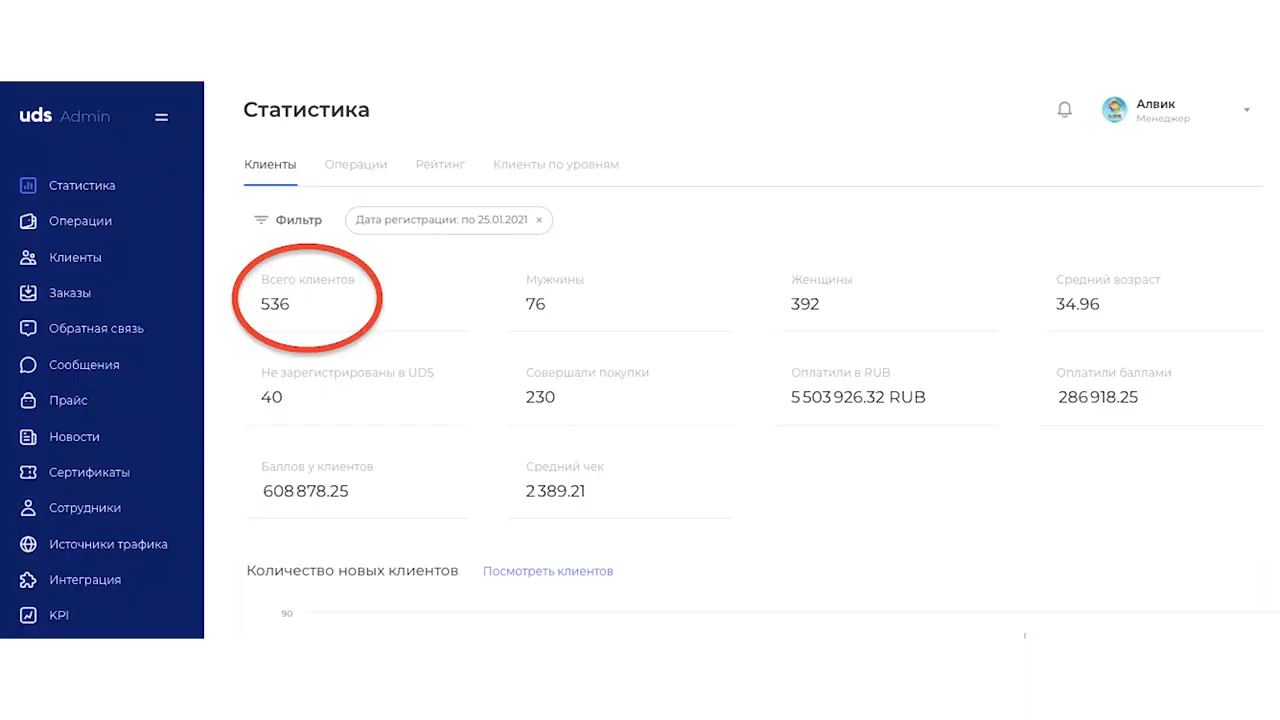 uds Admin
Статистика
Операции
Клиенты
Заказы
Обратная связь
Сообщения
Прайс
Новости
Сертификаты
Сотрудники
Источники трафика
Интеграция
KPI
Статистика
Алвик
Менеджер
Клиенты Операции Рейтинг Клиенты по уровням
Фильтр Дата регистрации: по 25.01.2021 ×
Всего клиентов Мужчины Женщины Средний возраст
536 76 392 34.96
Не зарегистрированы в UDS Совершали покупки Оплатили в RUB Оплатили баллами
40 230 5 503 926.32 RUB 286 918.25
Баллов у клиентов Средний чек
608 878.25 2 389.21
Количество новых клиентов Посмотреть клиентов
90